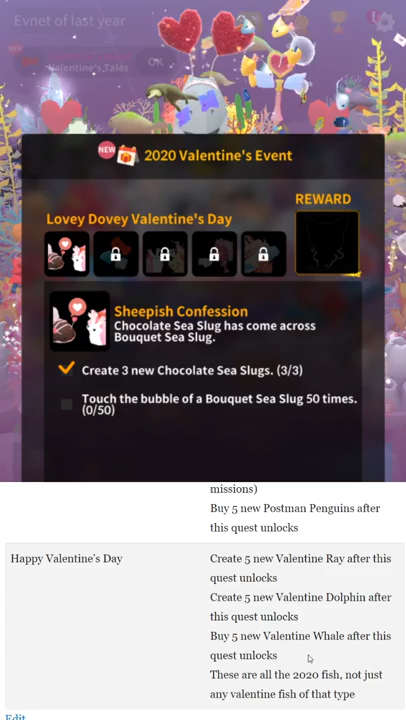 Evnet of last year
NEW
Valentine's Tales
OK
NEW
2020 Valentine's Event
REWARD
Lovey Dovey Valentine's Day
Sheepish Confession
Chocolate Sea Slug has come across
Bouquet Sea Slug.
Create 3 new Chocolate Sea Slugs. (3/3)
Touch the bubble of a Bouquet Sea Slug 50 times.
(0/50)
missions)
Buy 5 new Postman Penguins after
this quest unlocks
Happy Valentine's Day
Create 5 new Valentine Ray after this
quest unlocks
Create 5 new Valentine Dolphin after
this quest unlocks
Buy 5 new Valentine Whale after this
quest unlocks
These are all the 2020 fish, not just
any valentine fish of that type
Edit